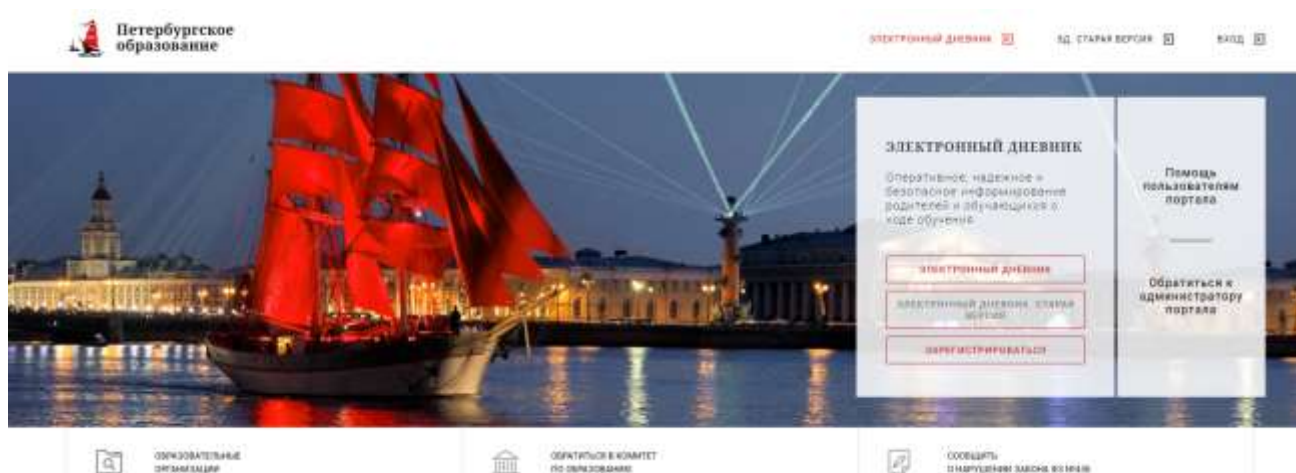 Петербургское
образование
ЭЛЕКТРОННЫЙ ДНЕВНИК
ЭД. СТАРАЯ ВЕРСИЯ
ВХОД
ЭЛЕКТРОННЫЙ ДНЕВНИК
Оперативное, надежное и
безопасное информирование
родителей и обучающихся о
ходе обучения
ЭЛЕКТРОННЫЙ ДНЕВНИК
ЭЛЕКТРОННЫЙ ДНЕВНИК. СТАРАЯ
ВЕРСИЯ
ЗАРЕГИСТРИРОВАТЬСЯ
Помощь
пользователям
портала
Обратиться к
администратору
портала
ОБРАЗОВАТЕЛЬНЫЕ
ОРГАНИЗАЦИИ
ОБРАТИТЬСЯ В КОМИТЕТ
ПО ОБРАЗОВАНИЮ
СООБЩИТЬ
О НАРУШЕНИИ ЗАКОНА